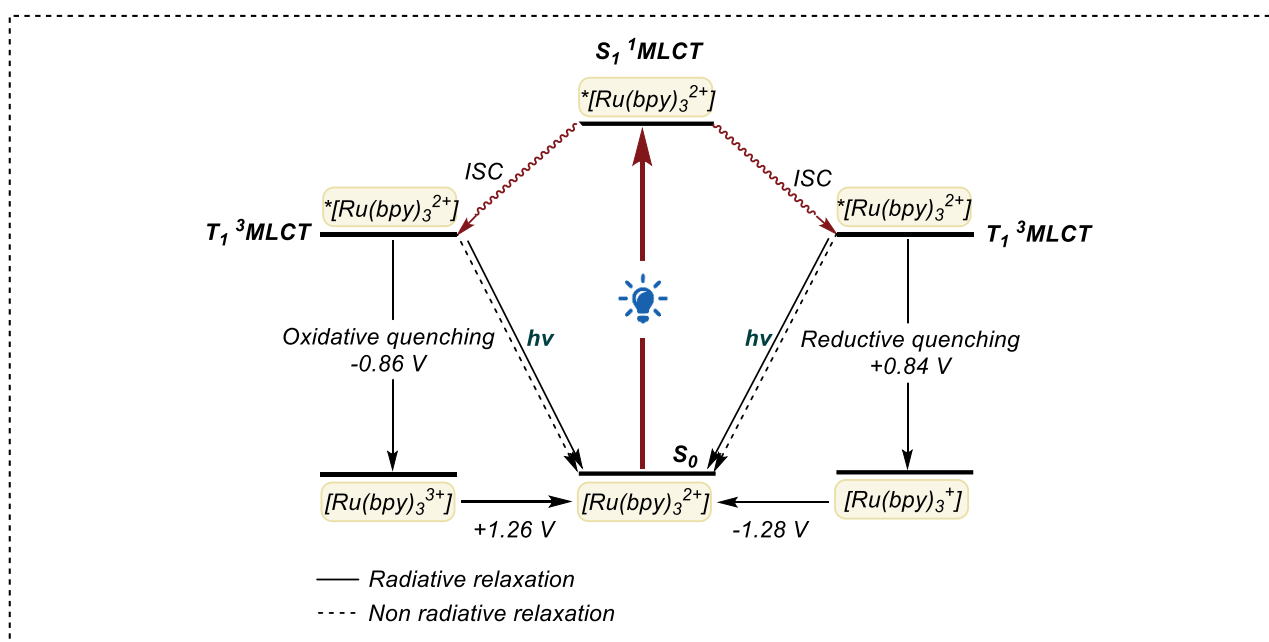 S₁ ¹MLCT
*[Ru(bpy)₃²⁺]
ISC
ISC
*[Ru(bpy)₃²⁺]
*[Ru(bpy)₃²⁺]
T₁ ³MLCT
T₁ ³MLCT
Oxidative quenching
-0.86 V
hν
hν
Reductive quenching
+0.84 V
S₀
[Ru(bpy)₃³⁺]
[Ru(bpy)₃²⁺]
[Ru(bpy)₃⁺]
+1.26 V
-1.28 V
Radiative relaxation
Non radiative relaxation